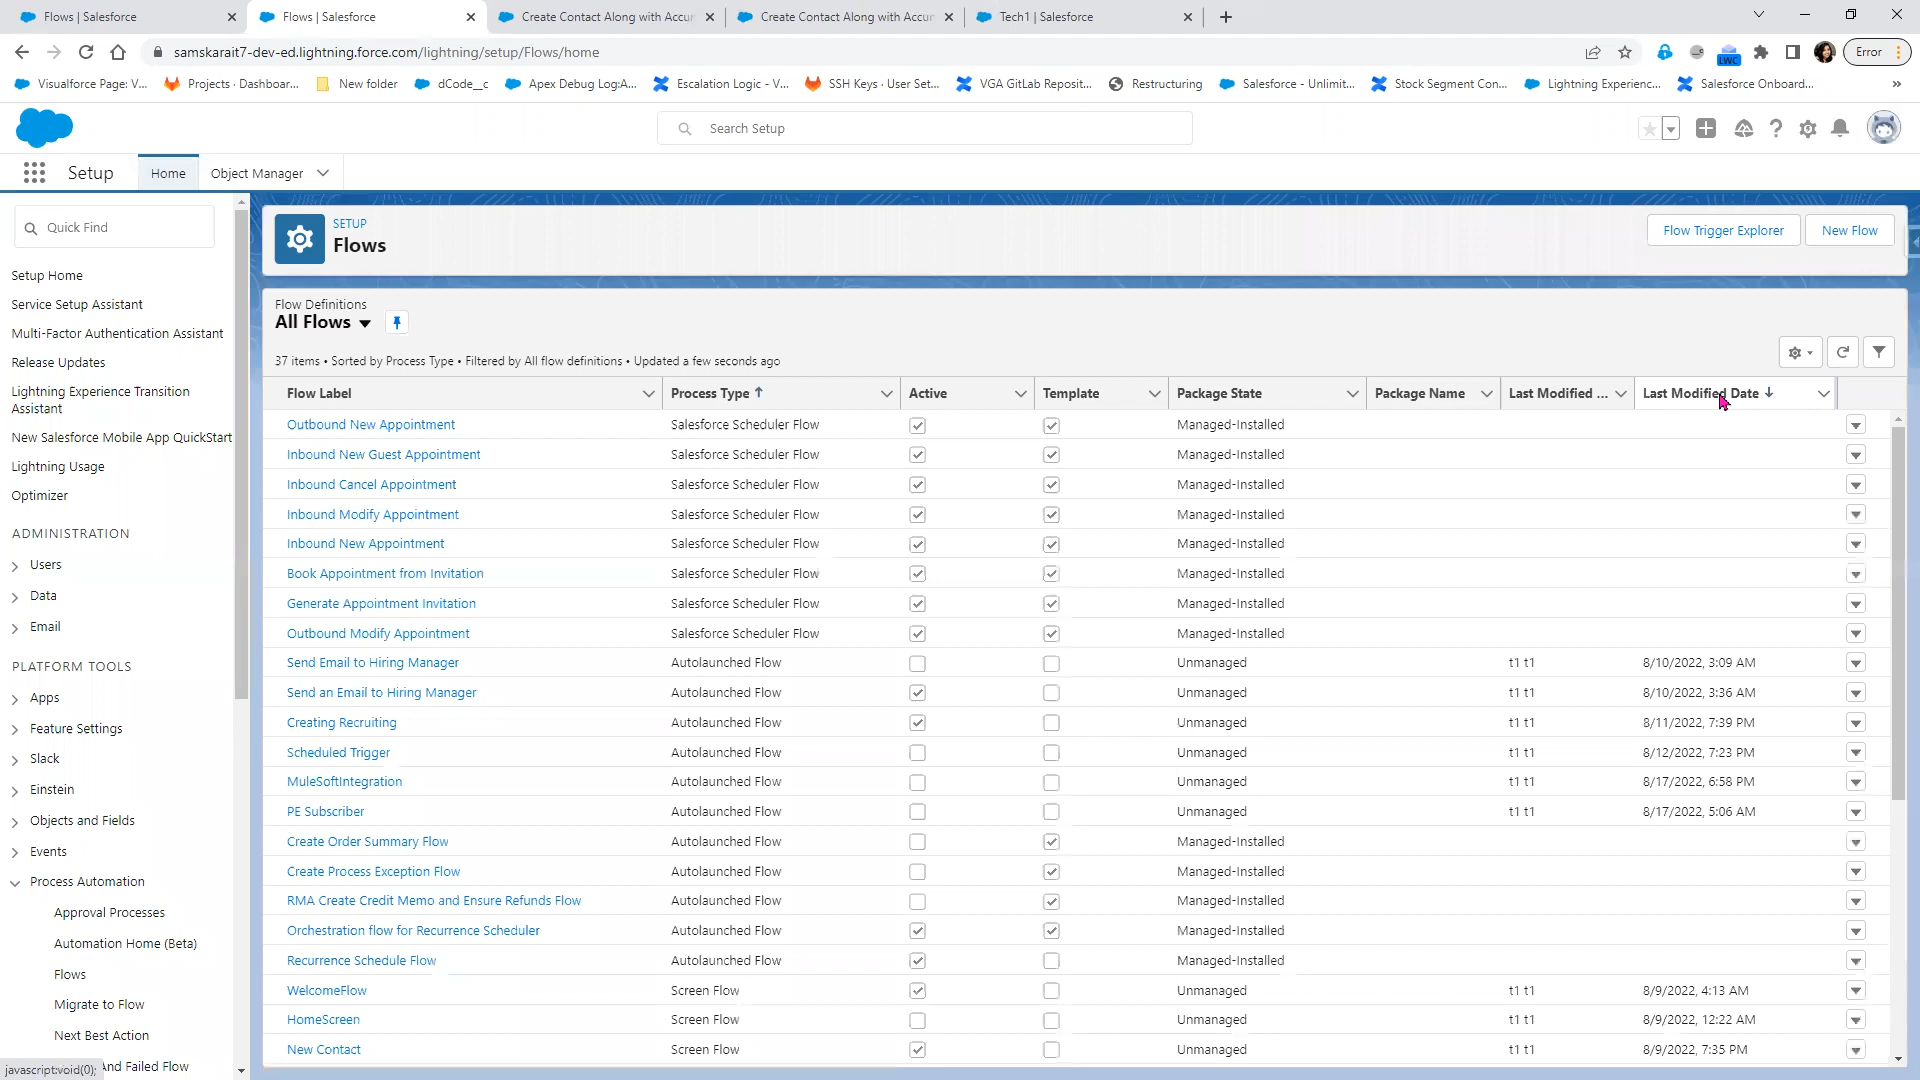 Flows | Salesforce
Flows | Salesforce
Create Contact Along with Accu
Create Contact Along with Accu
Tech1 | Salesforce
samskarait7-dev-ed.lightning.force.com/lightning/setup/Flows/home
Error
Visualforce Page: V...
Projects · Dashboar...
New folder
dCode__c
Apex Debug Log:A...
Escalation Logic - V...
SSH Keys · User Set...
VGA GitLab Reposit...
Restructuring
Salesforce - Unlimit...
Stock Segment Con...
Lightning Experienc...
Salesforce Onboard...
»
LWC
Search Setup
Setup
Home
Object Manager
Quick Find
Setup Home
Service Setup Assistant
Multi-Factor Authentication Assistant
Release Updates
Lightning Experience Transition
Assistant
New Salesforce Mobile App QuickStart
Lightning Usage
Optimizer
ADMINISTRATION
Users
Data
Email
PLATFORM TOOLS
Apps
Feature Settings
Slack
Einstein
Objects and Fields
Events
Process Automation
Approval Processes
Automation Home (Beta)
Flows
Migrate to Flow
Next Best Action
And Failed Flow
javascript:void(0);
SETUP
Flows
Flow Trigger Explorer
New Flow
Flow Definitions
All Flows
37 items • Sorted by Process Type • Filtered by All flow definitions • Updated a few seconds ago
Flow Label Process Type Active Template Package State Package Name Last Modified ... Last Modified Date
Outbound New Appointment Salesforce Scheduler Flow Managed-Installed
Inbound New Guest Appointment Salesforce Scheduler Flow Managed-Installed
Inbound Cancel Appointment Salesforce Scheduler Flow Managed-Installed
Inbound Modify Appointment Salesforce Scheduler Flow Managed-Installed
Inbound New Appointment Salesforce Scheduler Flow Managed-Installed
Book Appointment from Invitation Salesforce Scheduler Flow Managed-Installed
Generate Appointment Invitation Salesforce Scheduler Flow Managed-Installed
Outbound Modify Appointment Salesforce Scheduler Flow Managed-Installed
Send Email to Hiring Manager Autolaunched Flow Unmanaged t1 t1 8/10/2022, 3:09 AM
Send an Email to Hiring Manager Autolaunched Flow Unmanaged t1 t1 8/10/2022, 3:36 AM
Creating Recruiting Autolaunched Flow Unmanaged t1 t1 8/11/2022, 7:39 PM
Scheduled Trigger Autolaunched Flow Unmanaged t1 t1 8/12/2022, 7:23 PM
MuleSoftIntegration Autolaunched Flow Unmanaged t1 t1 8/17/2022, 6:58 PM
PE Subscriber Autolaunched Flow Unmanaged t1 t1 8/17/2022, 5:06 AM
Create Order Summary Flow Autolaunched Flow Managed-Installed
Create Process Exception Flow Autolaunched Flow Managed-Installed
RMA Create Credit Memo and Ensure Refunds Flow Autolaunched Flow Managed-Installed
Orchestration flow for Recurrence Scheduler Autolaunched Flow Managed-Installed
Recurrence Schedule Flow Autolaunched Flow Managed-Installed
WelcomeFlow Screen Flow Unmanaged t1 t1 8/9/2022, 4:13 AM
HomeScreen Screen Flow Unmanaged t1 t1 8/9/2022, 12:22 AM
New Contact Screen Flow Unmanaged t1 t1 8/9/2022, 7:35 PM